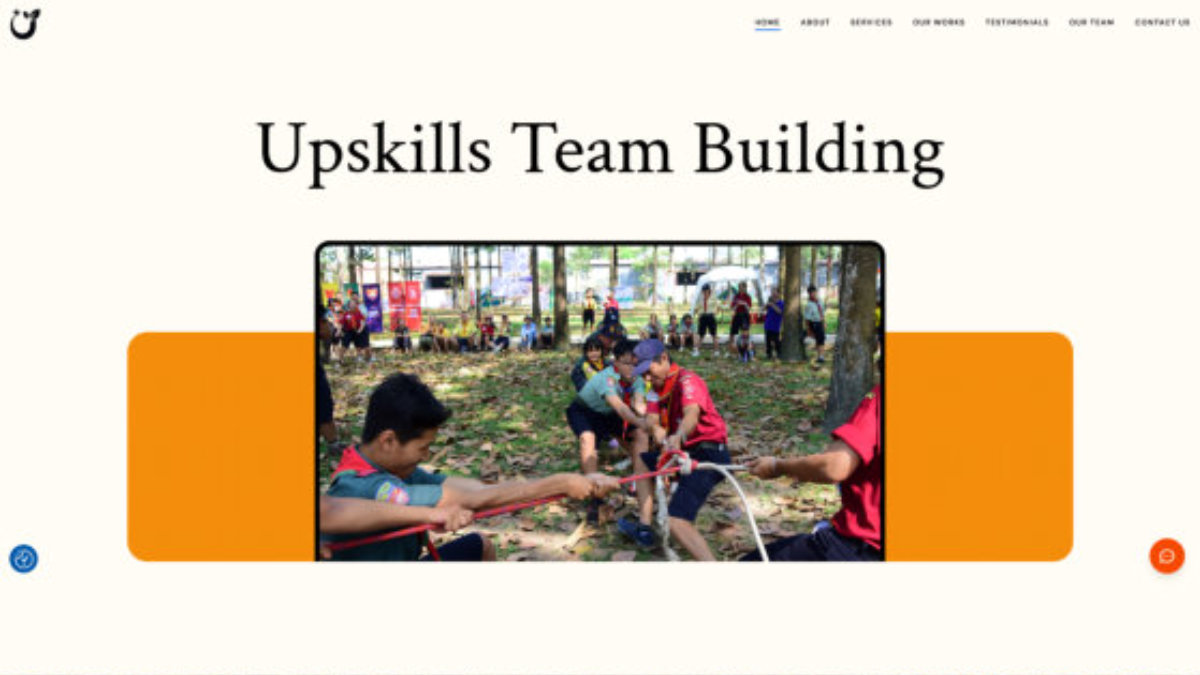 HOME ABOUT SERVICES OUR WORKS TESTIMONIALS OUR TEAM CONTACT US
Upskills Team Building